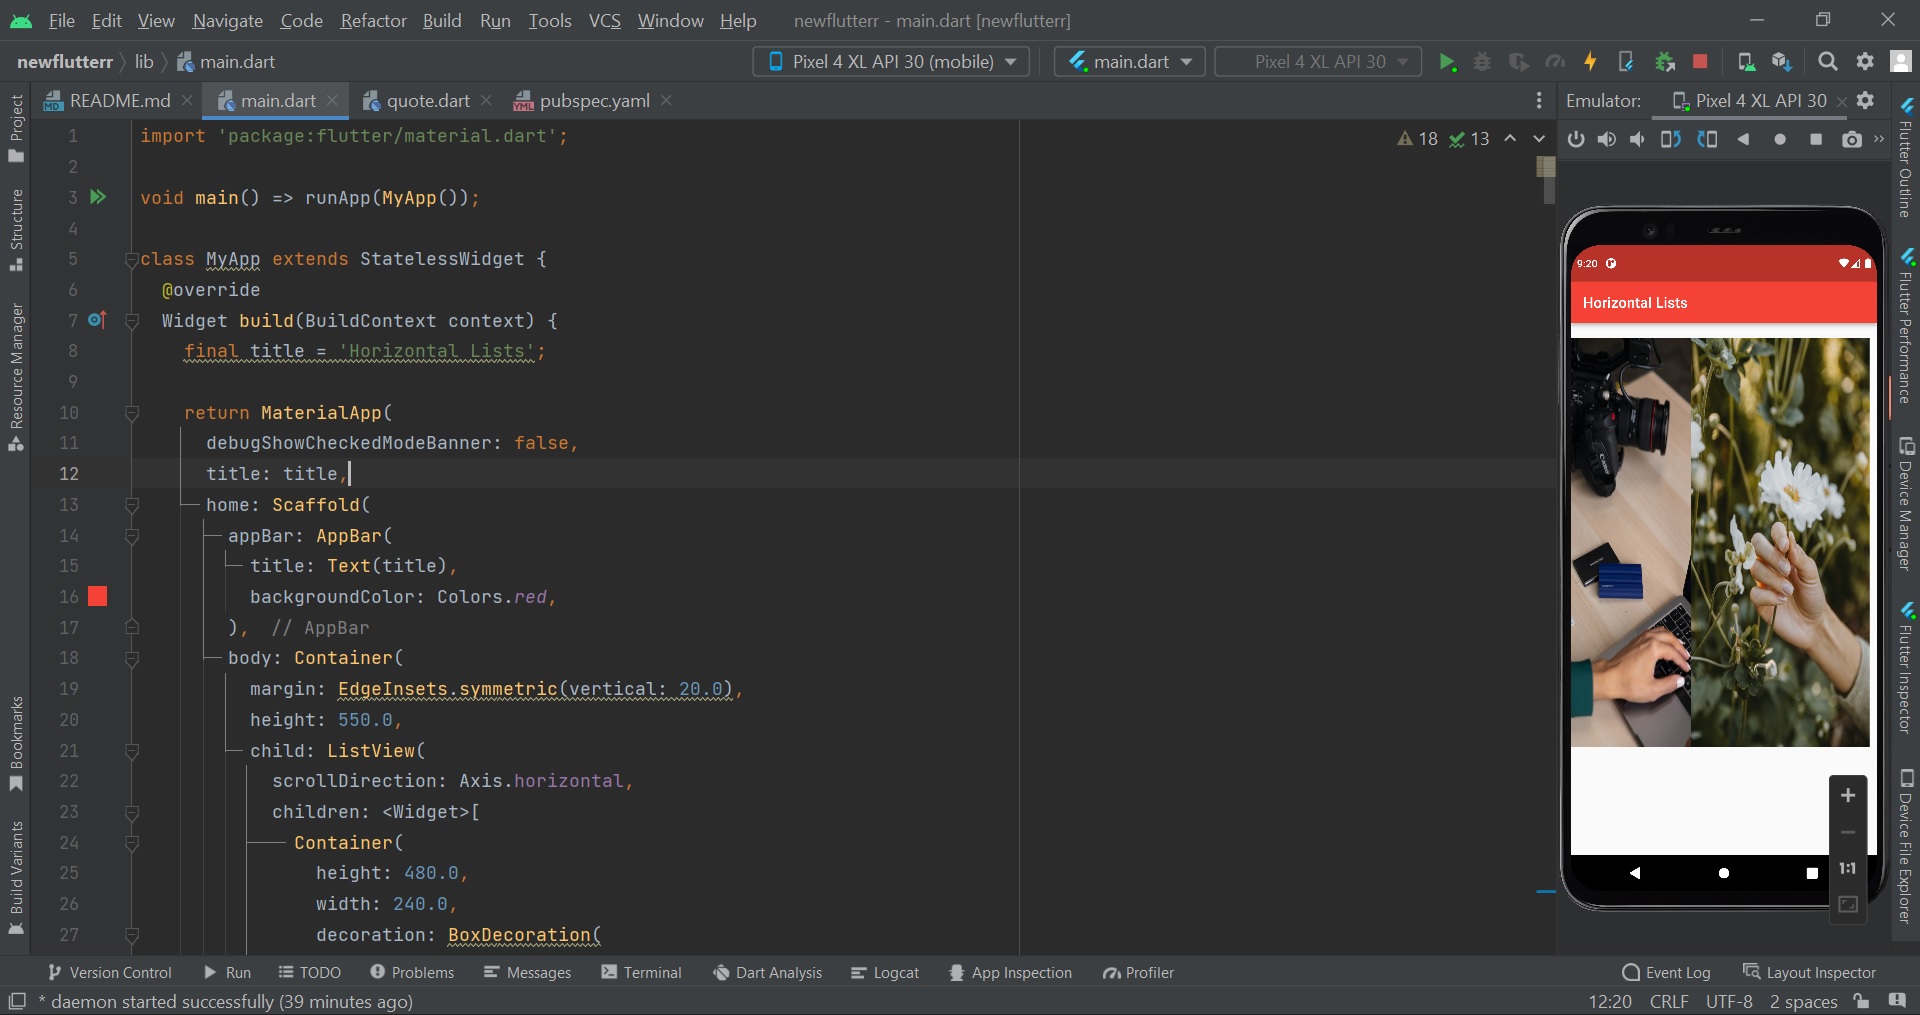 File Edit View Navigate Code Refactor Build Run Tools VCS Window Help newflutterr - main.dart [newflutterr]
newflutterr lib main.dart Pixel 4 XL API 30 (mobile) main.dart Pixel 4 XL API 30
README.md main.dart quote.dart pubspec.yaml Emulator: Pixel 4 XL API 30
18 13
1 import 'package:flutter/material.dart';
2
3 void main() => runApp(MyApp());
4
5 class MyApp extends StatelessWidget {
6 @override
7 Widget build(BuildContext context) {
8 final title = 'Horizontal Lists';
9
10 return MaterialApp(
11 debugShowCheckedModeBanner: false,
12 title: title,
13 home: Scaffold(
14 appBar: AppBar(
15 title: Text(title),
16 backgroundColor: Colors.red,
17 ), // AppBar
18 body: Container(
19 margin: EdgeInsets.symmetric(vertical: 20.0),
20 height: 550.0,
21 child: ListView(
22 scrollDirection: Axis.horizontal,
23 children: <Widget>[
24 Container(
25 height: 480.0,
26 width: 240.0,
27 decoration: BoxDecoration(
Project
Structure
Resource Manager
Bookmarks
Build Variants
9:20
Horizontal Lists
Canon
1:1
Flutter Outline
Flutter Performance
Device Manager
Flutter Inspector
Device File Explorer
Version Control Run TODO Problems Messages Terminal Dart Analysis Logcat App Inspection Profiler Event Log Layout Inspector
* daemon started successfully (39 minutes ago) 12:20 CRLF UTF-8 2 spaces